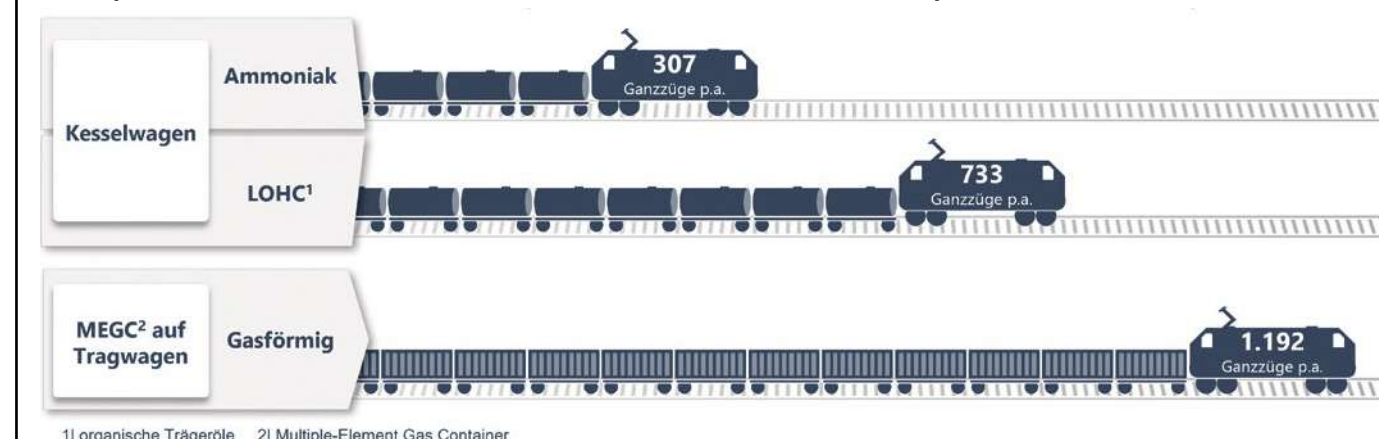 Ammoniak
307
Ganzzüge p.a.
Kesselwagen
LOHC¹
733
Ganzzüge p.a.
MEGC² auf
Tragwagen
Gasförmig
1.192
Ganzzüge p.a.
1| organische Trägeröle 2| Multiple-Element Gas Container